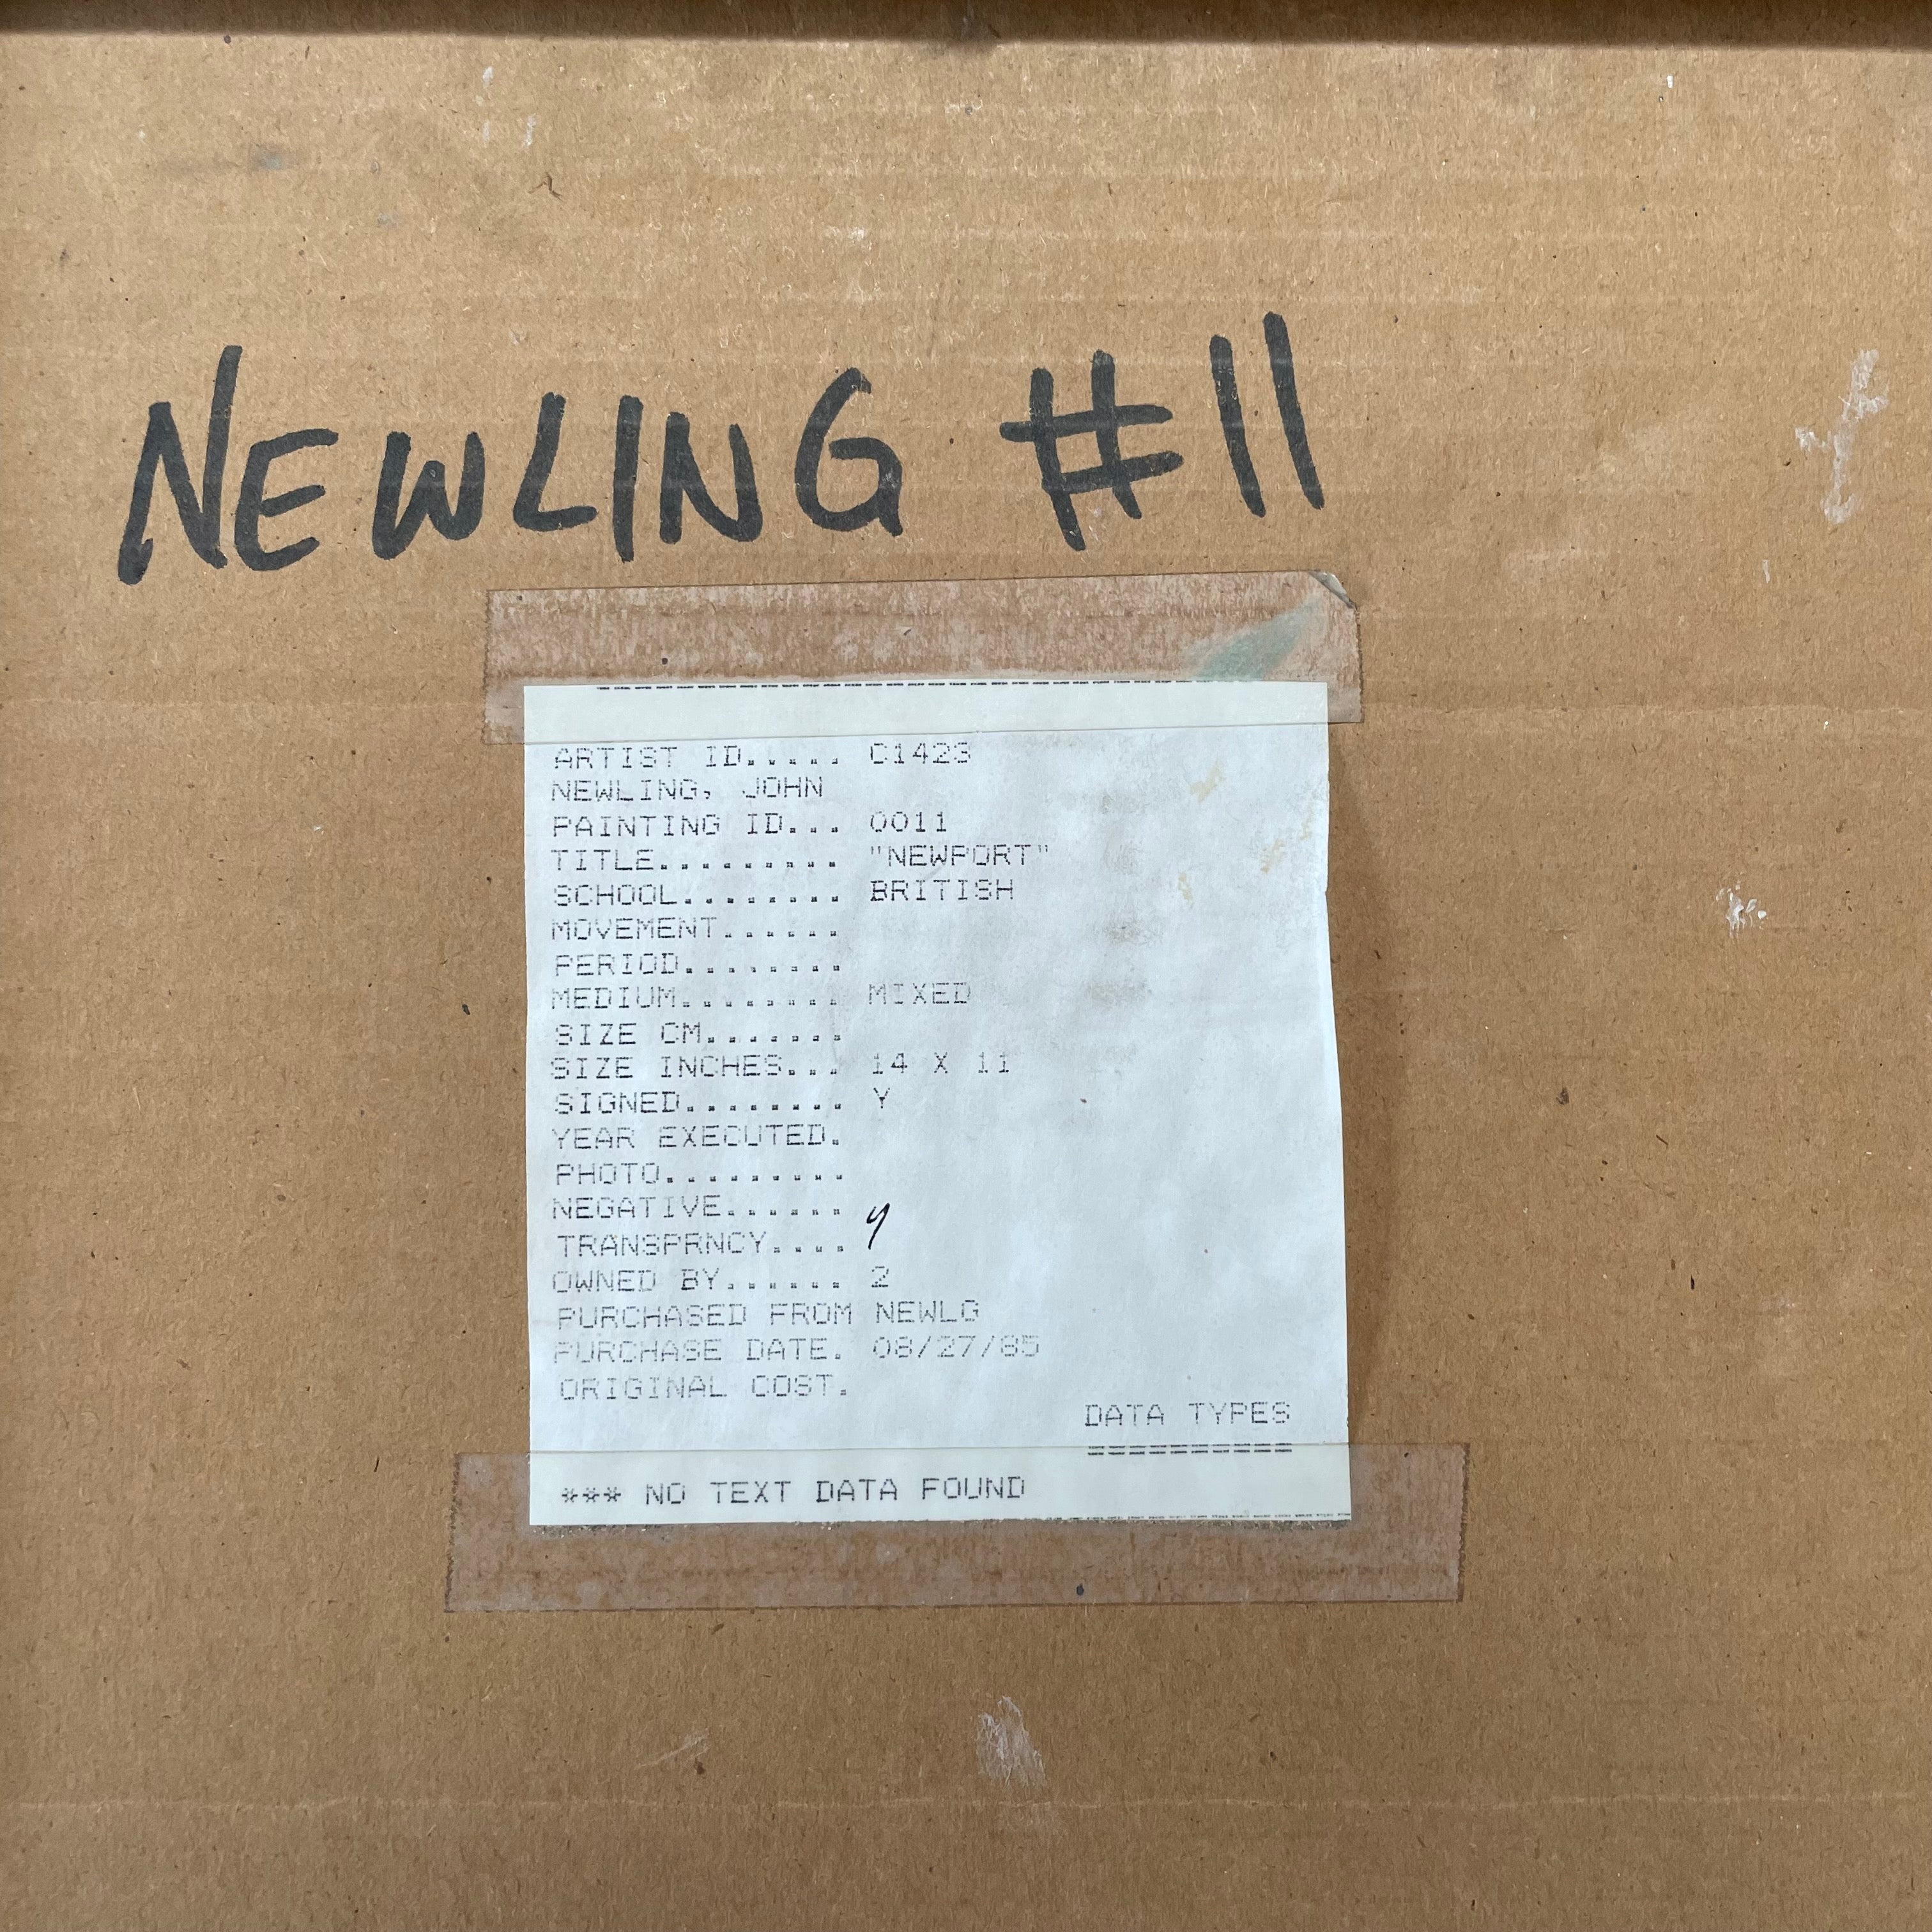 NEWLING #11
ARTIST ID..... C1423
NEWLING, JOHN
PAINTING ID... 0011
TITLE......... "NEWPORT"
SCHOOL........ BRITISH
MOVEMENT......
PERIOD........
MEDIUM........ MIXED
SIZE CM.......
SIZE INCHES... 14 X 11
SIGNED........ Y
YEAR EXECUTED.
PHOTO.........
NEGATIVE......
TRANSPRNCY.... y
OWNED BY...... 2
PURCHASED FROM NEWLG
PURCHASE DATE. 08/27/85
ORIGINAL COST.
DATA TYPES
==========
*** NO TEXT DATA FOUND